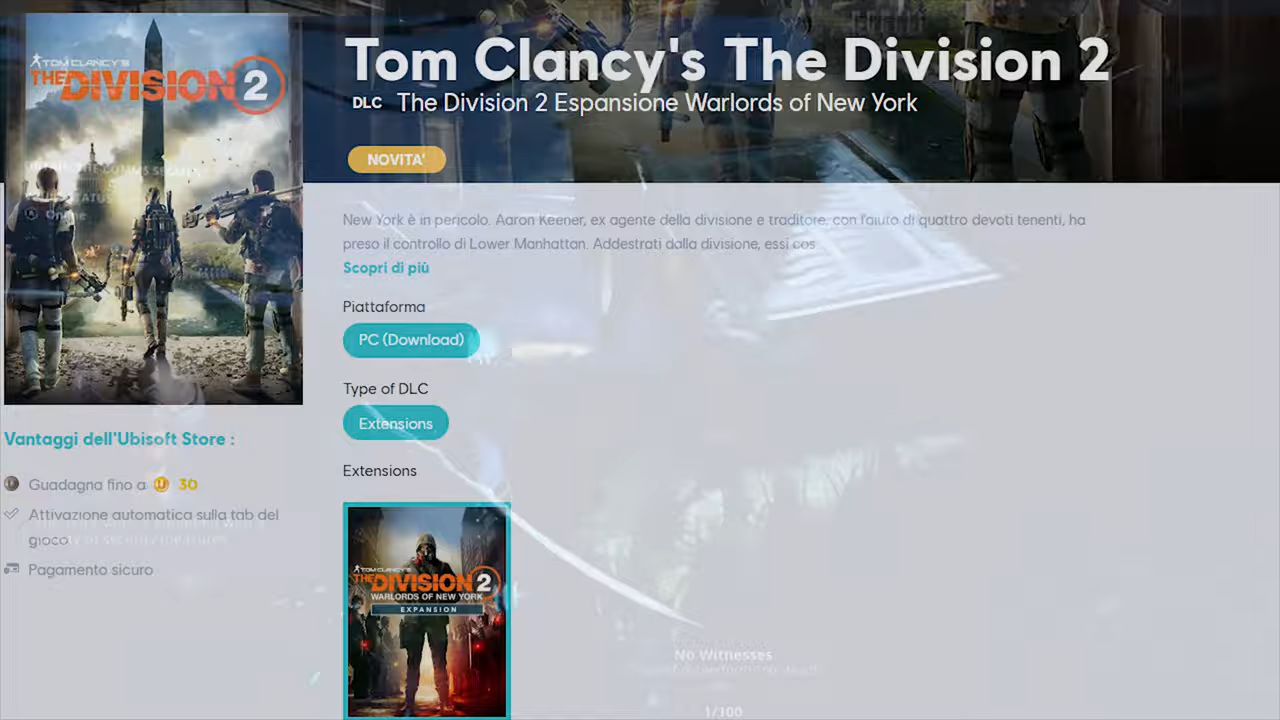 TOM CLANCY'S
THE DIVISION 2
Tom Clancy's The Division 2
DLC The Division 2 Espansione Warlords of New York
NOVITA'
New York è in pericolo. Aaron Keener, ex agente della divisione e traditore, con l'aiuto di quattro devoti tenenti, ha
preso il controllo di Lower Manhattan. Addestrati dalla divisione, essi cos
Scopri di più
Piattaforma
PC (Download)
Type of DLC
Extensions
Extensions
TOM CLANCY'S
THE DIVISION 2
WARLORDS OF NEW YORK
EXPANSION
Vantaggi dell'Ubisoft Store :
Guadagna fino a 30
Attivazione automatica sulla tab del
gioco
Pagamento sicuro
No Witnesses
1/100